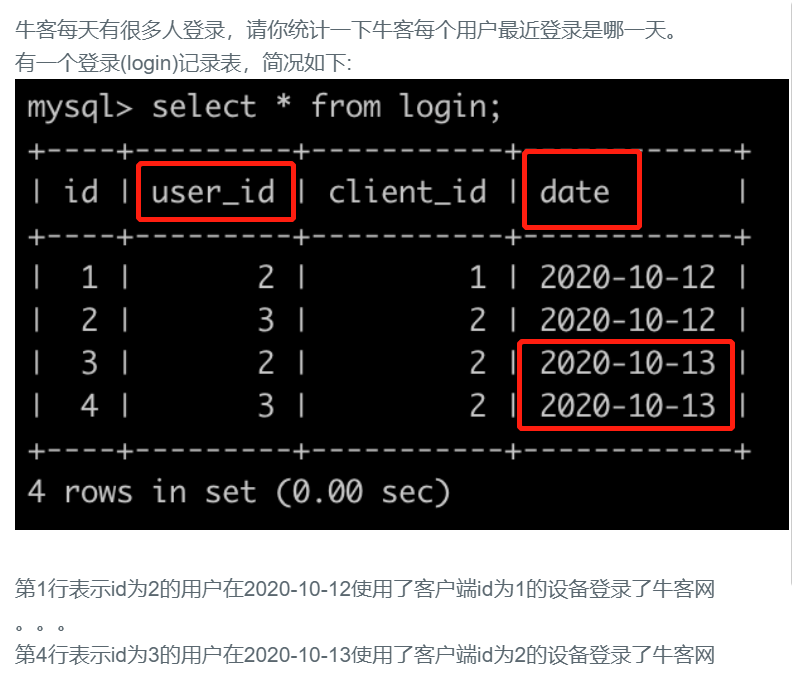 牛客每天有很多人登录，请你统计一下牛客每个用户最近登录是哪一天。
有一个登录(login)记录表，简况如下:
mysql> select * from login;
+----+---------+-----------+------------+
| id | user_id | client_id | date       |
+----+---------+-----------+------------+
|  1 |       2 |         1 | 2020-10-12 |
|  2 |       3 |         2 | 2020-10-12 |
|  3 |       2 |         2 | 2020-10-13 |
|  4 |       3 |         2 | 2020-10-13 |
+----+---------+-----------+------------+
4 rows in set (0.00 sec)
第1行表示id为2的用户在2020-10-12使用了客户端id为1的设备登录了牛客网
。。。
第4行表示id为3的用户在2020-10-13使用了客户端id为2的设备登录了牛客网